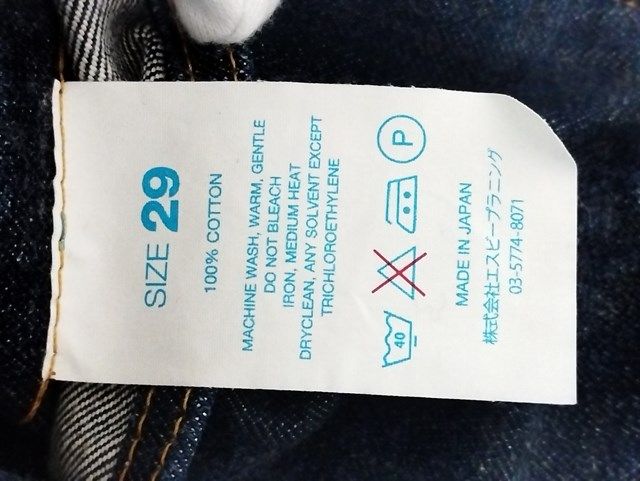 SIZE 29
100% COTTON
MACHINE WASH, WARM, GENTLE
DO NOT BLEACH
IRON, MEDIUM HEAT
DRYCLEAN, ANY SOLVENT EXCEPT
TRICHLOROETHYLENE
40 P
MADE IN JAPAN
株式会社エスピープラニング
03-5774-8071